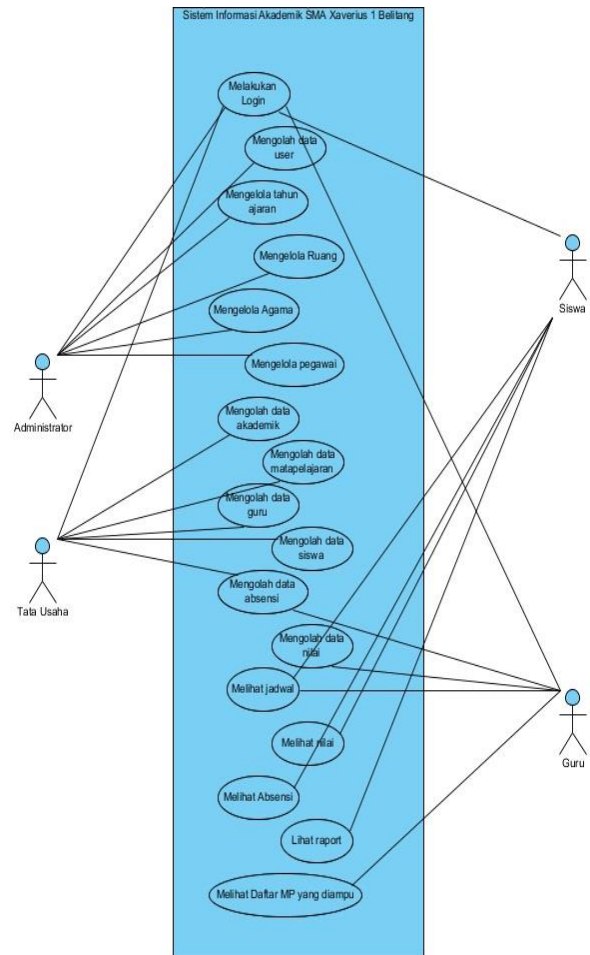 Sistem Informasi Akademik SMA Xaverius 1 Belitang
Melakukan
Login
Mengolah data
user
Mengelola tahun
ajaran
Mengelola Ruang
Siswa
Mengelola Agama
Mengelola pegawai
Administrator
Mengolah data
akademik
Mengolah data
matapelajaran
Mengolah data
guru
Mengolah data
siswa
Mengolah data
absensi
Tata Usaha
Mengolah data
nilai
Melihat jadwal
Melihat nilai
Guru
Melihat Absensi
Lihat raport
Melihat Daftar MP yang diampu